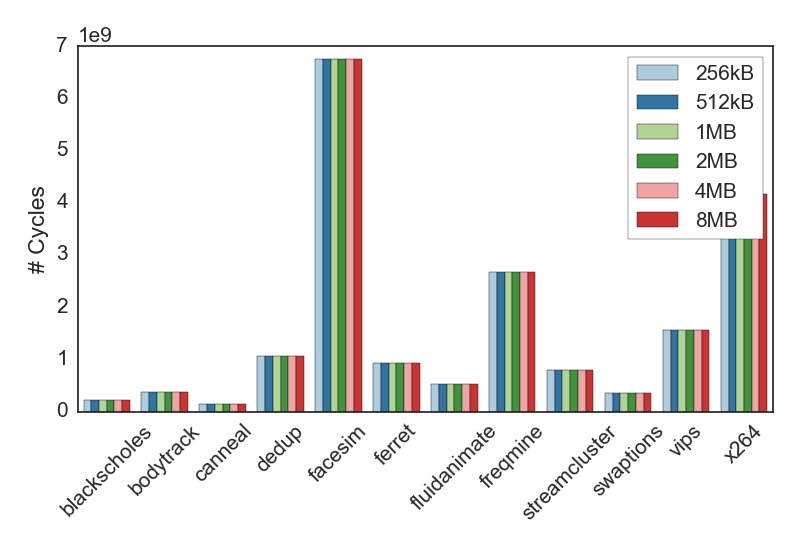 1e9
7
6
5
4
3
2
1
0
# Cycles
256kB
512kB
1MB
2MB
4MB
8MB
blackscholes
bodytrack
canneal
dedup
facesim
ferret
fluidanimate
freqmine
streamcluster
swaptions
vips
x264